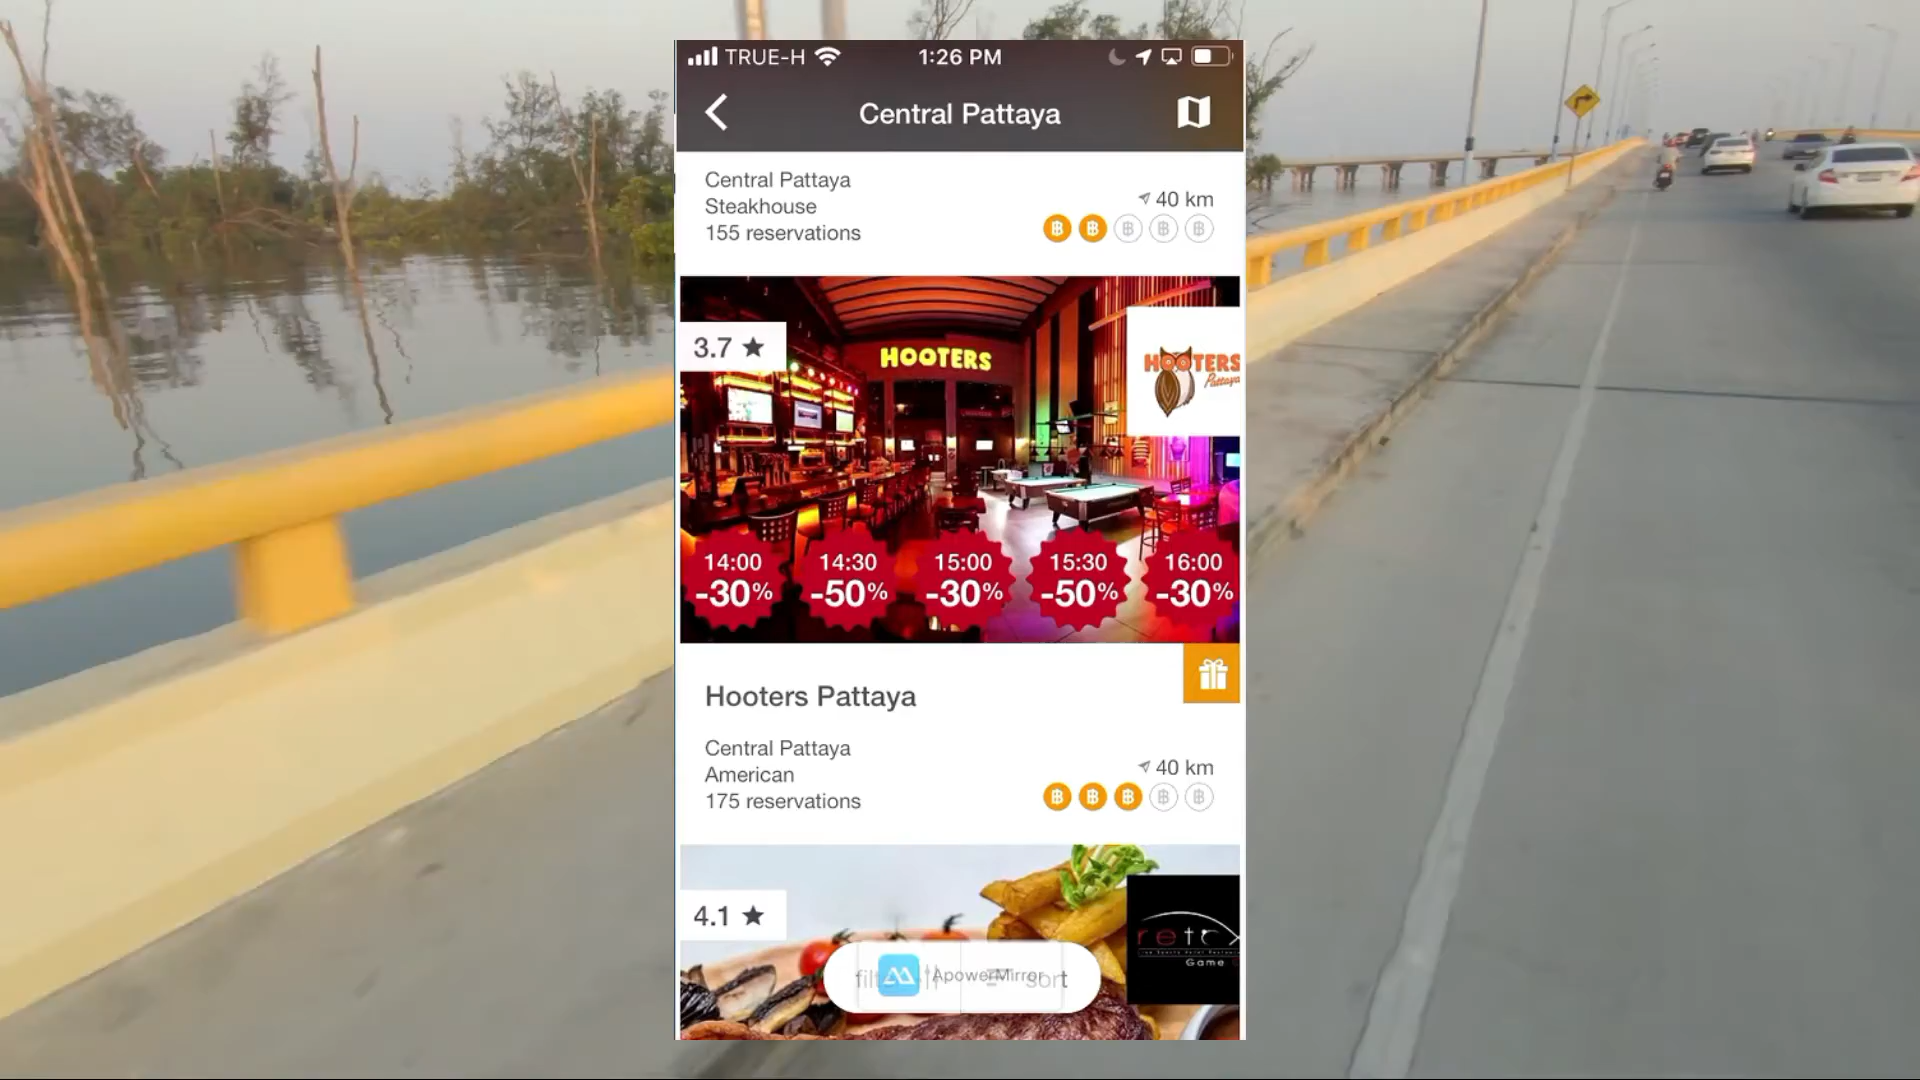 TRUE-H
1:26 PM
Central Pattaya
Central Pattaya
Steakhouse
155 reservations
40 km
3.7 ★
HOOTERS
HOOTERS
Pattaya
14:00
-30%
14:30
-50%
15:00
-30%
15:30
-50%
16:00
-30%
Hooters Pattaya
Central Pattaya
American
175 reservations
40 km
4.1 ★
Game
ApowerMirror
sort